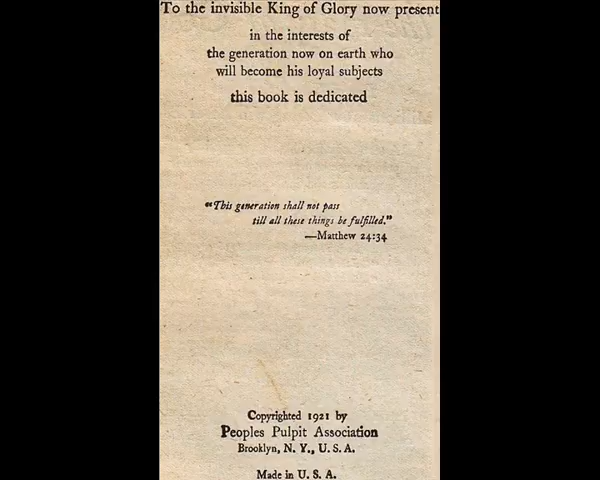 To the invisible King of Glory now present
in the interests of
the generation now on earth who
will become his loyal subjects
this book is dedicated
"This generation shall not pass
till all these things be fulfilled."
—Matthew 24:34
Copyrighted 1921 by
Peoples Pulpit Association
Brooklyn, N. Y., U. S. A.
Made in U. S. A.